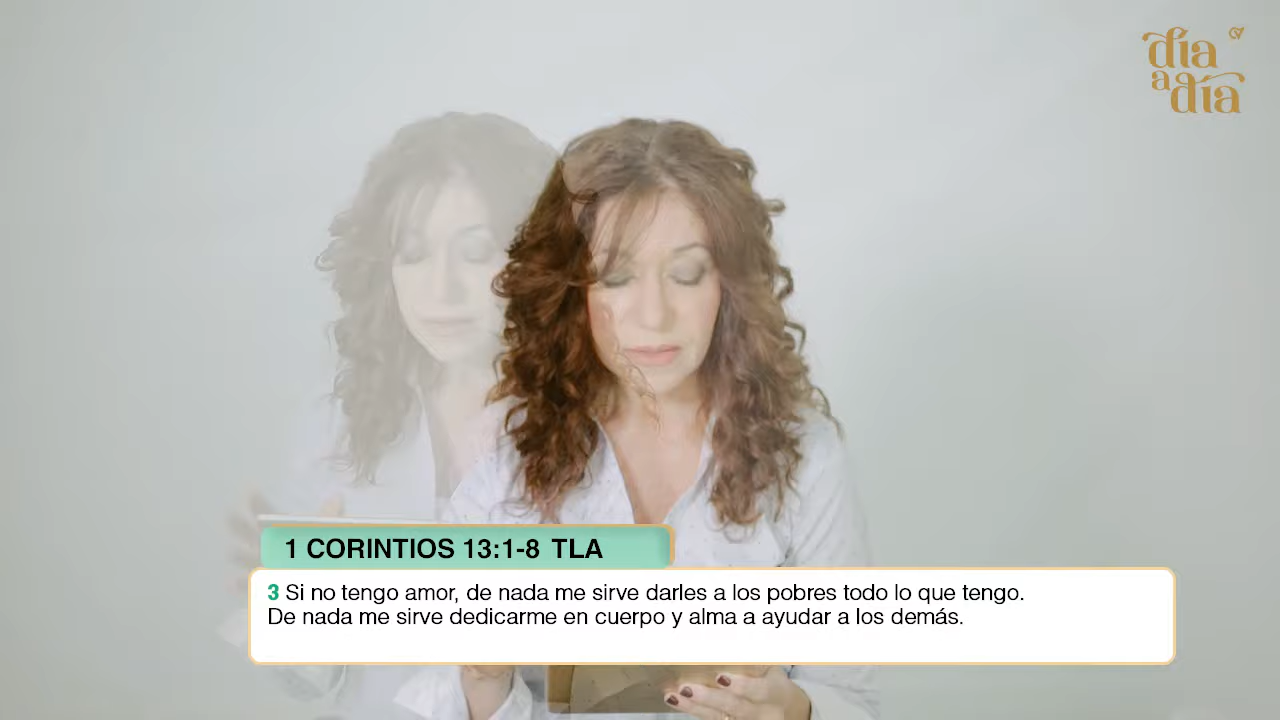 día
a
día
1 CORINTIOS 13:1-8 TLA
3 Si no tengo amor, de nada me sirve darles a los pobres todo lo que tengo.
De nada me sirve dedicarme en cuerpo y alma a ayudar a los demás.